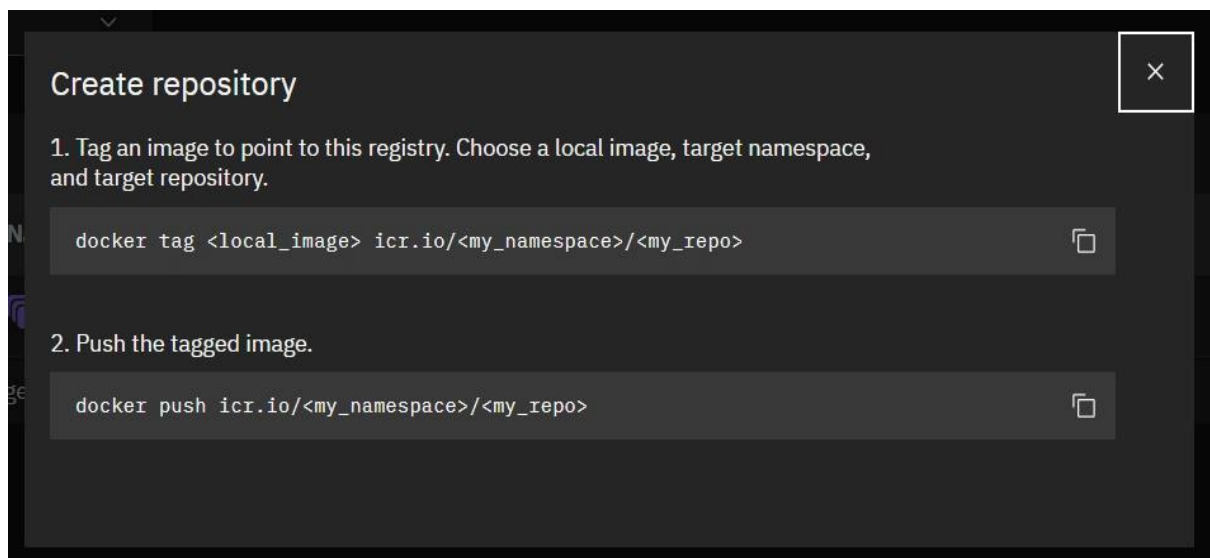 Create repository
1. Tag an image to point to this registry. Choose a local image, target namespace,
and target repository.
docker tag <local_image> icr.io/<my_namespace>/<my_repo>
2. Push the tagged image.
docker push icr.io/<my_namespace>/<my_repo>